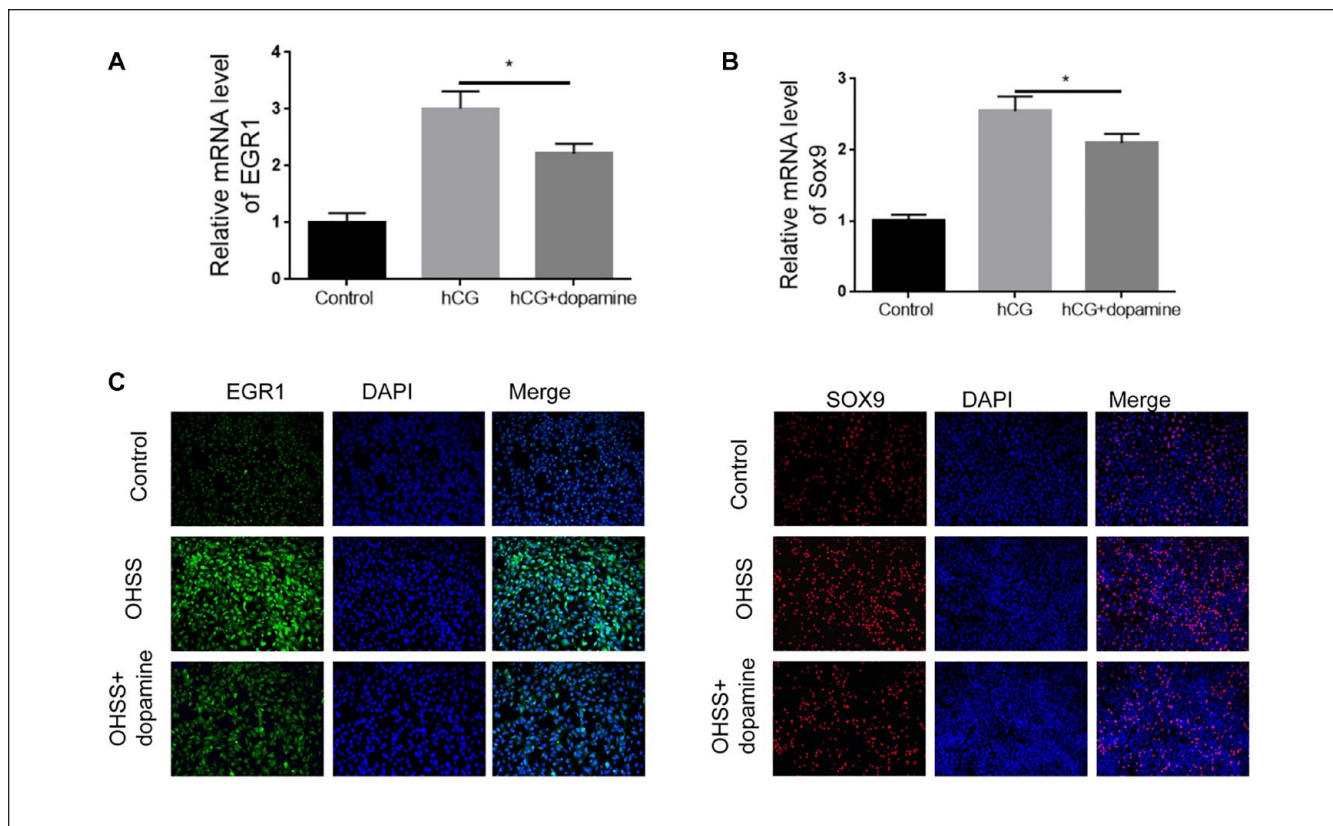 A
Relative mRNA level
of EGR1
4
3
2
1
0
*
Control
hCG
hCG+dopamine
B
Relative mRNA level
of Sox9
3
2
1
0
*
Control
hCG
hCG+dopamine
C
EGR1
DAPI
Merge
Control
OHSS
OHSS+
dopamine
SOX9
DAPI
Merge
Control
OHSS
OHSS+
dopamine